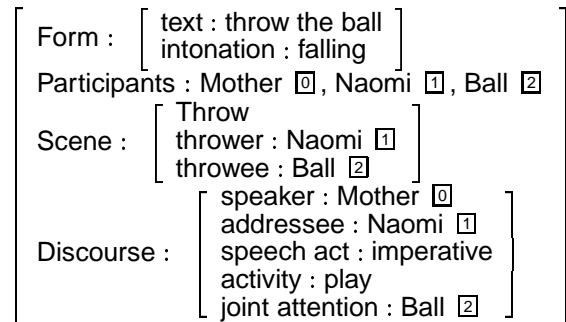 Form : text : throw the ball
intonation : falling
Participants : Mother 0 , Naomi 1 , Ball 2
Throw
Scene : thrower : Naomi 1
throwee : Ball 2
speaker : Mother 0
addressee : Naomi 1
Discourse : speech act : imperative
activity : play
joint attention : Ball 2